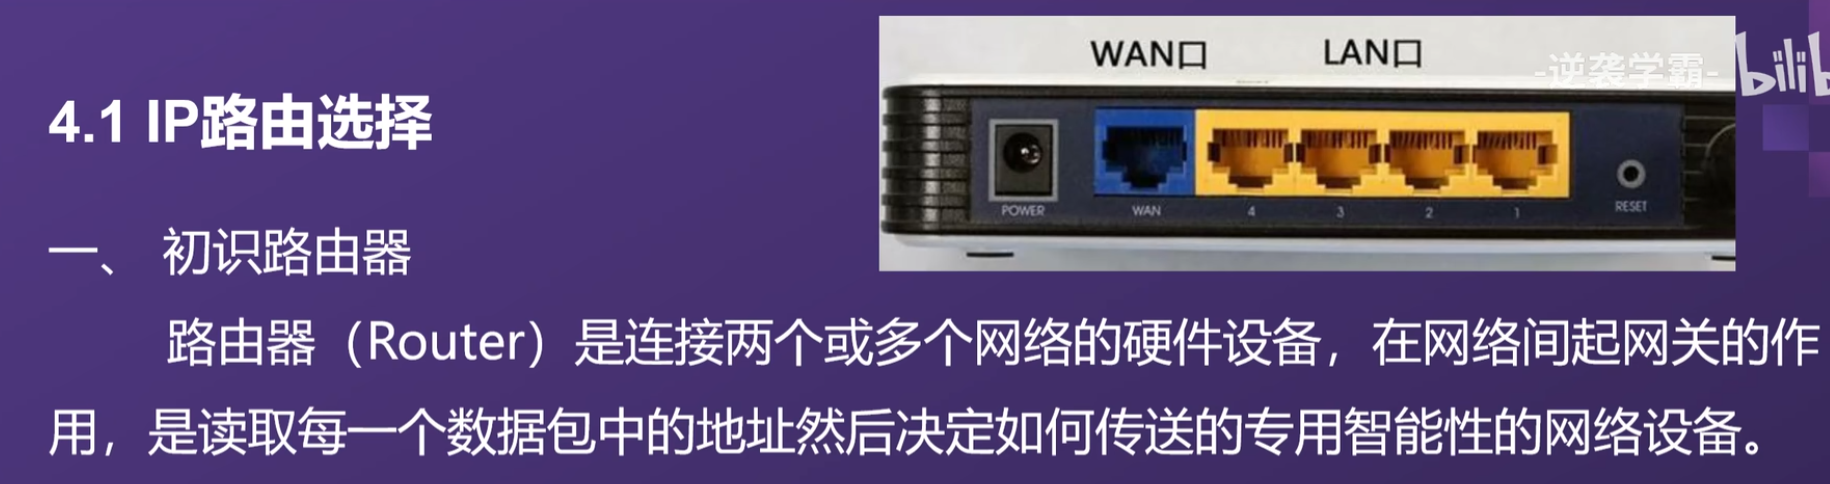 WAN口 LAN口
-逆袭学霸- bilib
4.1 IP路由选择
POWER WAN 4 3 2 1 RESET
一、 初识路由器
路由器（Router）是连接两个或多个网络的硬件设备，在网络间起网关的作
用，是读取每一个数据包中的地址然后决定如何传送的专用智能性的网络设备。